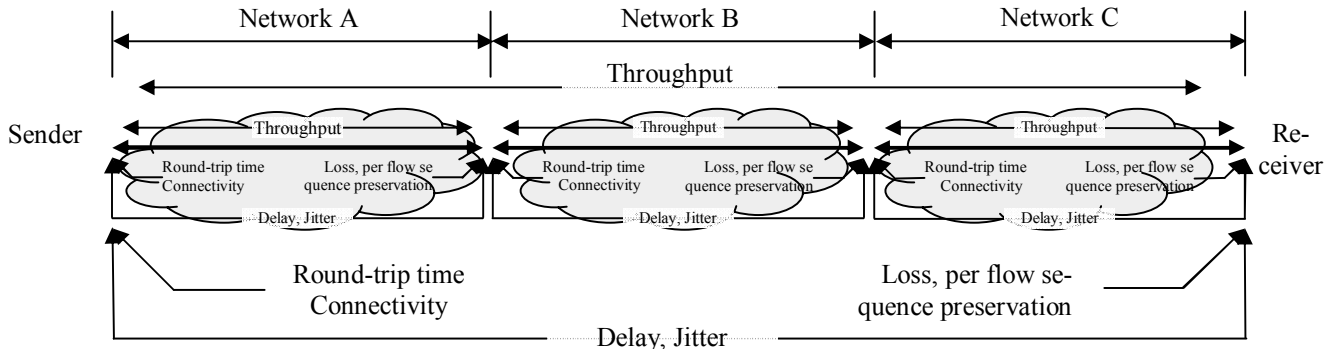 Network A
Network B
Network C
Throughput
Sender
Throughput
Round-trip time
Connectivity
Loss, per flow se
quence preservation
Delay, Jitter
Throughput
Round-trip time
Connectivity
Loss, per flow se
quence preservation
Delay, Jitter
Throughput
Round-trip time
Connectivity
Loss, per flow se
quence preservation
Delay, Jitter
Re-
ceiver
Round-trip time
Connectivity
Loss, per flow se-
quence preservation
Delay, Jitter